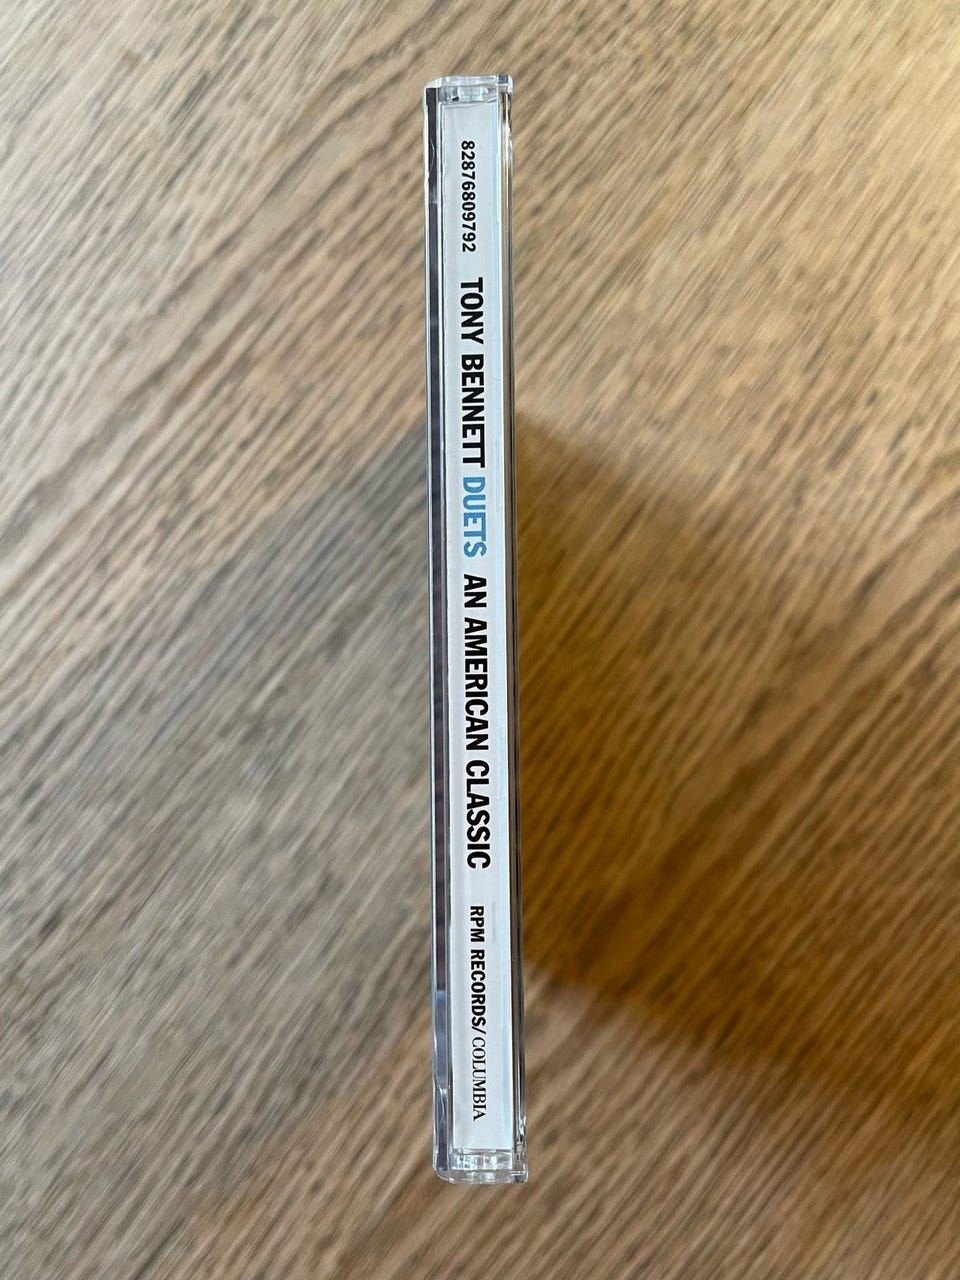 82876809792 TONY BENNETT DUETS AN AMERICAN CLASSIC RPM RECORDS/COLUMBIA